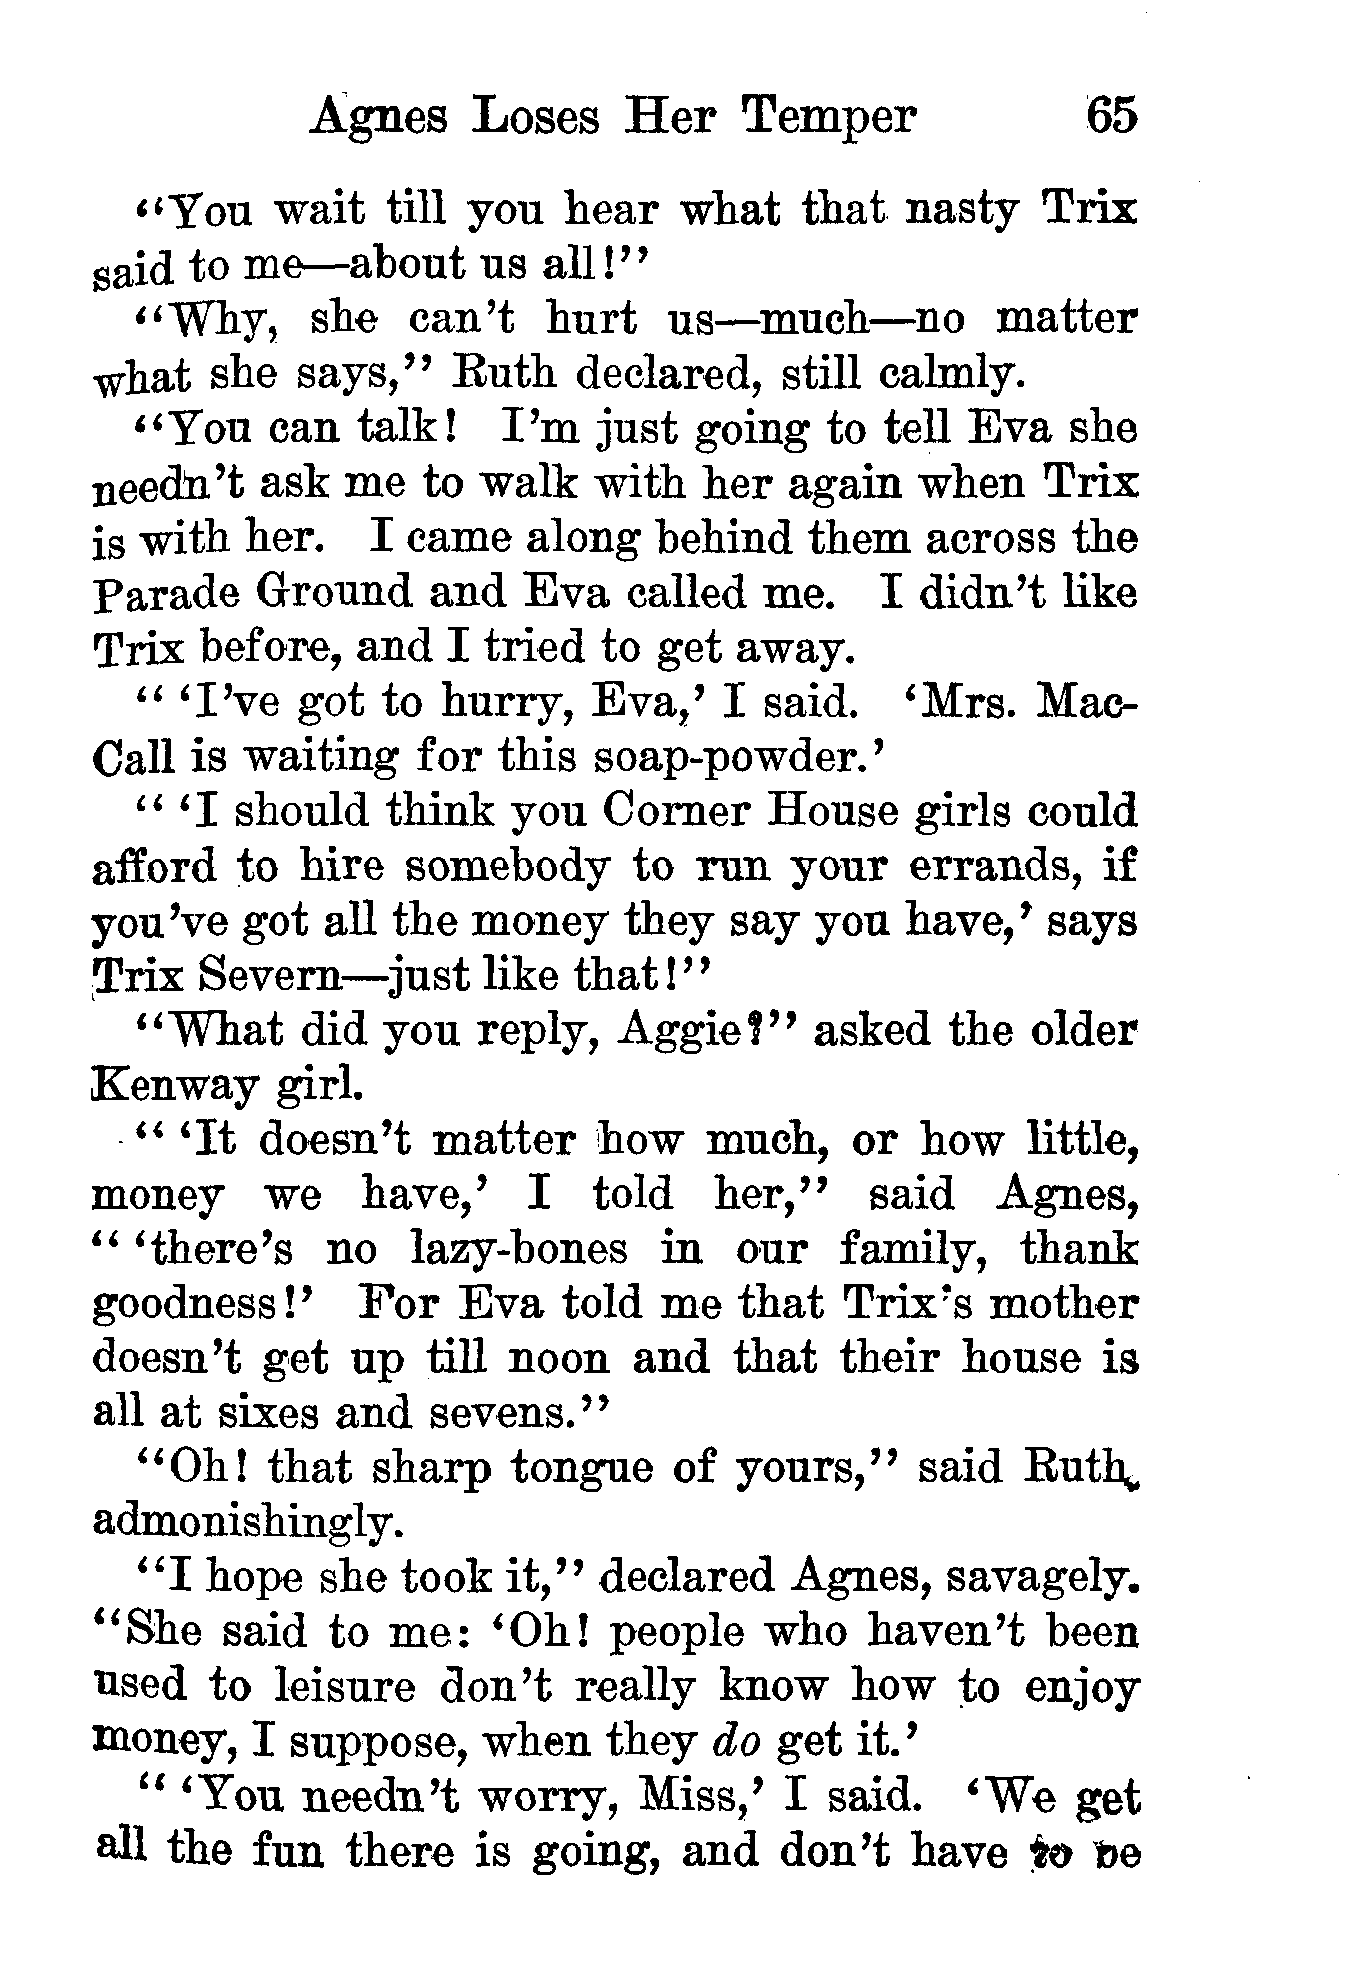 Agnes Loses Her Temper 65
"You wait till you hear what that nasty Trix
said to me—about us all!"
"Why, she can't hurt us—much—no matter
what she says," Ruth declared, still calmly.
"You can talk! I'm just going to tell Eva she
needn't ask me to walk with her again when Trix
is with her. I came along behind them across the
Parade Ground and Eva called me. I didn't like
Trix before, and I tried to get away.
" 'I've got to hurry, Eva,' I said. 'Mrs. Mac-
Call is waiting for this soap-powder.'
" 'I should think you Corner House girls could
afford to hire somebody to run your errands, if
you've got all the money they say you have,' says
Trix Severn—just like that!"
"What did you reply, Aggie?" asked the older
Kenway girl.
" 'It doesn't matter how much, or how little,
money we have,' I told her," said Agnes,
" 'there's no lazy-bones in our family, thank
goodness!' For Eva told me that Trix's mother
doesn't get up till noon and that their house is
all at sixes and sevens."
"Oh! that sharp tongue of yours," said Ruth,
admonishingly.
"I hope she took it," declared Agnes, savagely.
"She said to me: 'Oh! people who haven't been
used to leisure don't really know how to enjoy
money, I suppose, when they do get it.'
" 'You needn't worry, Miss,' I said. 'We get
all the fun there is going, and don't have to be